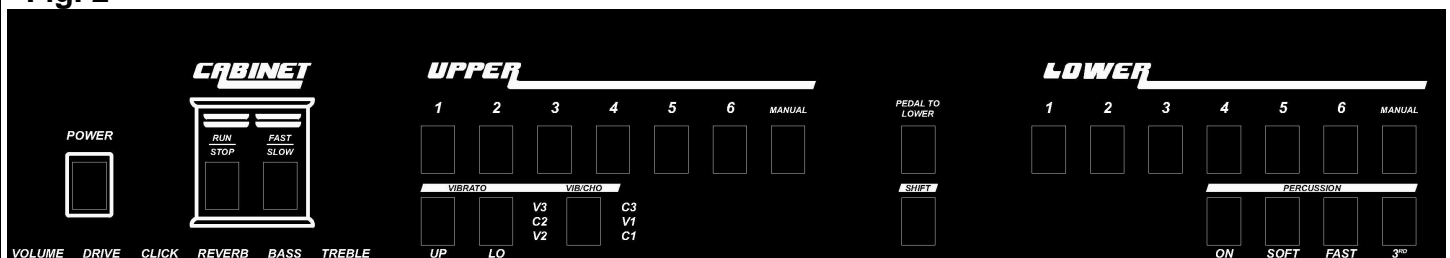 Fig. 2
CABINET
UPPER
LOWER
1 2 3 4 5 6 MANUAL
PEDAL TO
LOWER
1 2 3 4 5 6 MANUAL
POWER
RUN
STOP
FAST
SLOW
VIBRATO VIB/CHO
SHIFT
PERCUSSION
V3
C2
V2
C3
V1
C1
VOLUME DRIVE CLICK REVERB BASS TREBLE
UP LO
ON SOFT FAST 3RD